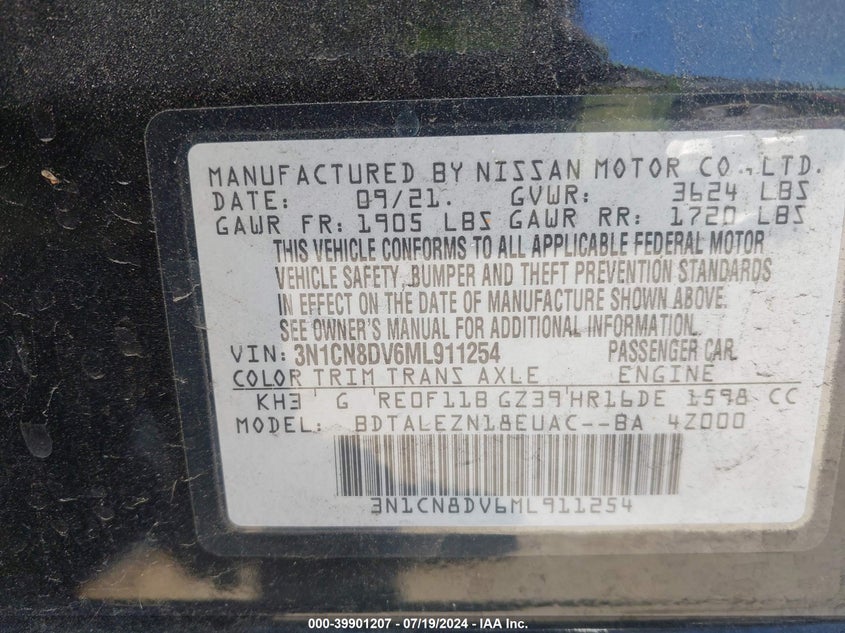 MANUFACTURED BY NISSAN MOTOR CO.,LTD.
DATE: 09/21. GVWR: 3624 LBS
GAWR FR: 1905 LBS GAWR RR: 1720 LBS
THIS VEHICLE CONFORMS TO ALL APPLICABLE FEDERAL MOTOR
VEHICLE SAFETY, BUMPER AND THEFT PREVENTION STANDARDS
IN EFFECT ON THE DATE OF MANUFACTURE SHOWN ABOVE.
SEE OWNER'S MANUAL FOR ADDITIONAL INFORMATION.
VIN: 3N1CN8DV6ML911254 PASSENGER CAR
COLOR TRIM TRANS AXLE ENGINE
KH3 G RE0F11B GZ39 HR16DE 1598 CC
MODEL: BDTALEZN18EUAC--BA 4Z000
3N1CN8DV6ML911254
000-39901207 - 07/19/2024 - IAA Inc.